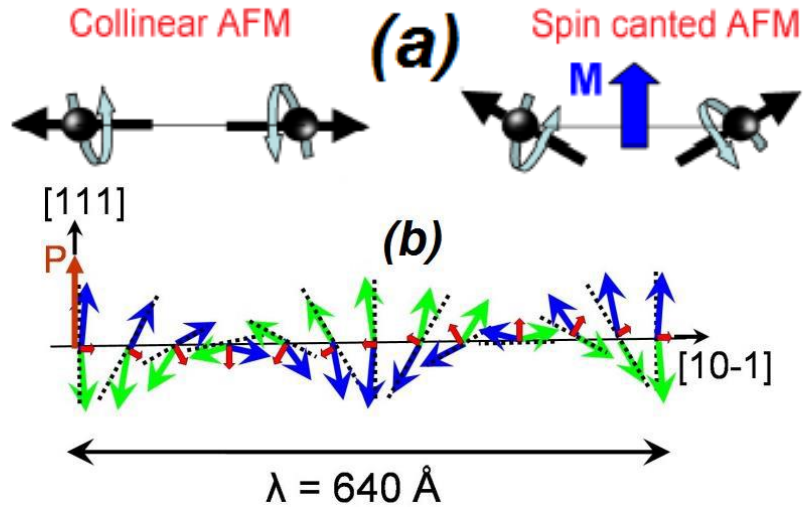 Collinear AFM
(a)
Spin canted AFM
M
[111]
P
(b)
[10-1]
λ = 640 Å